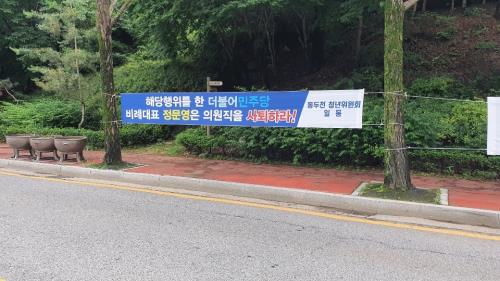 해당행위를 한 더불어민주당
비례대표 정문영은 의원직을 사퇴하라!
동두천 청년위원회
일동